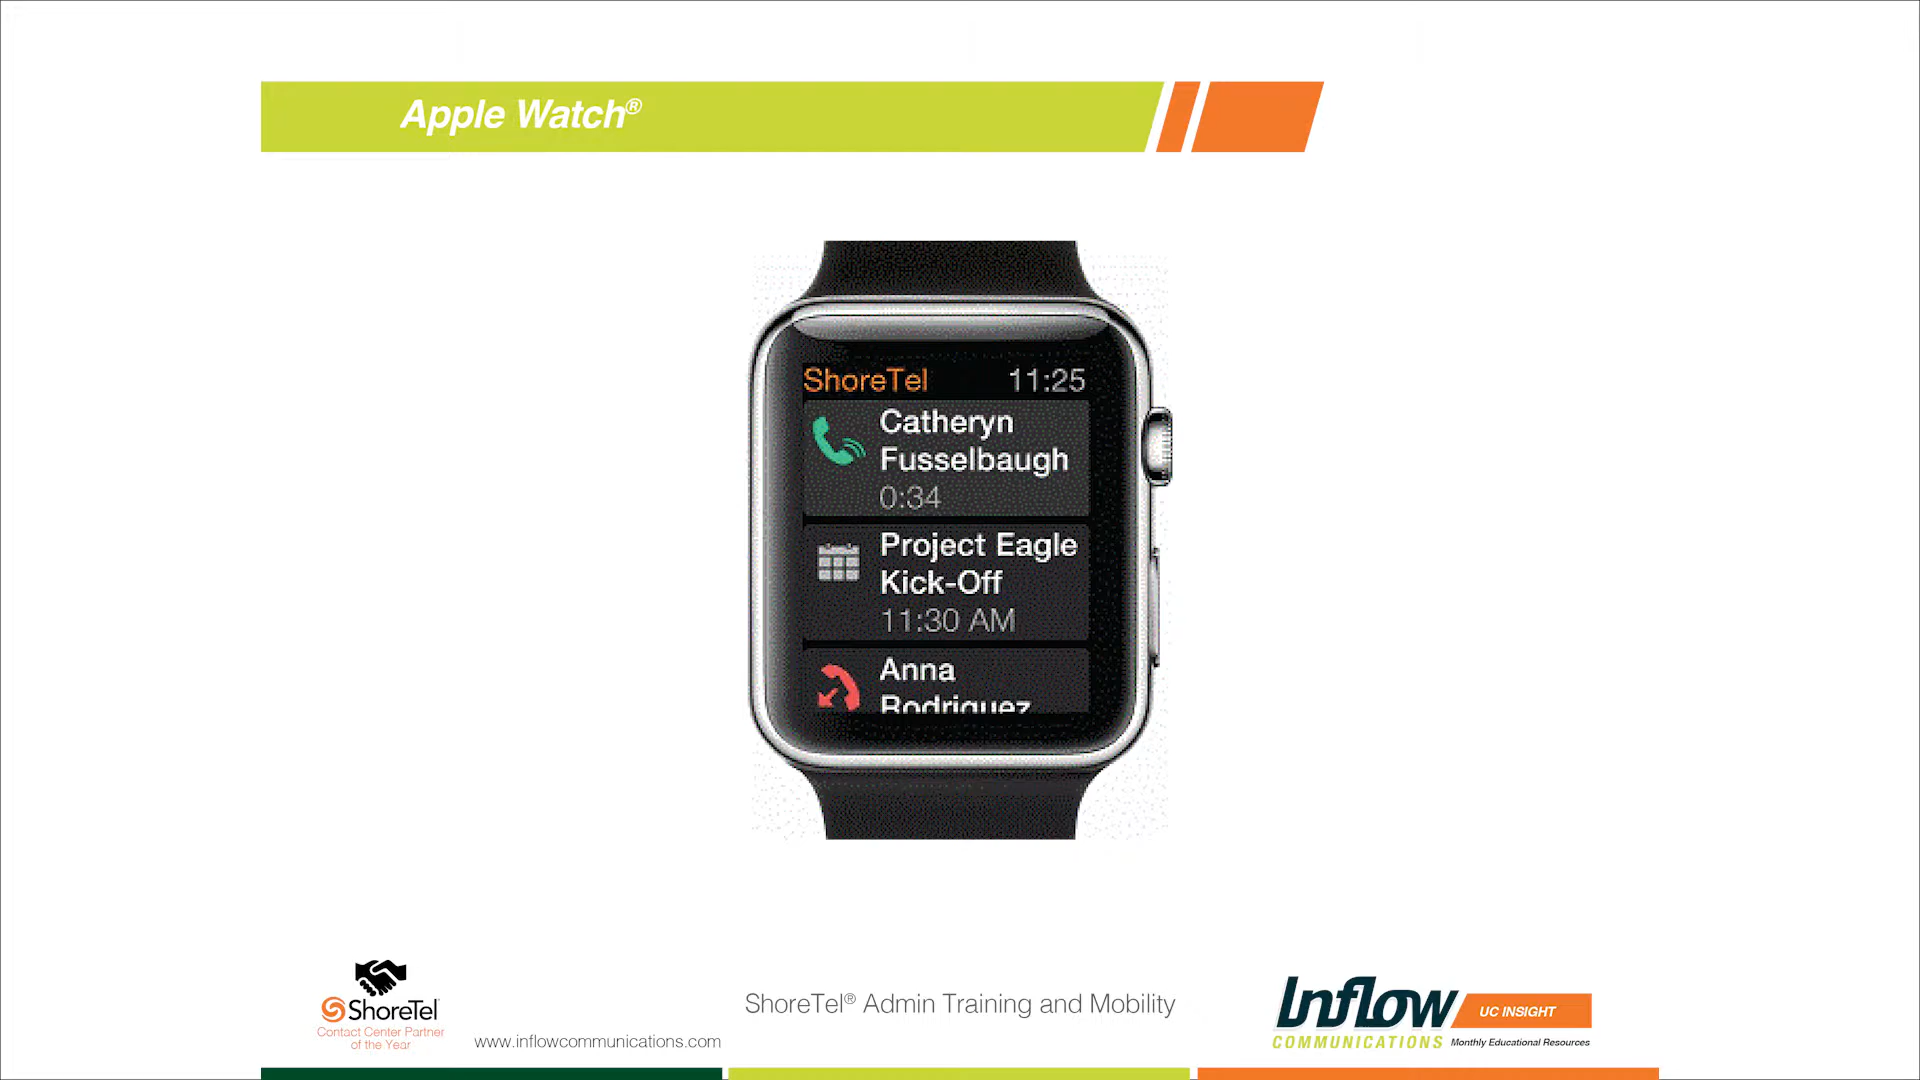 Apple Watch®
ShoreTel 11:25
Catheryn
Fusselbaugh
0:34
Project Eagle
Kick-Off
11:30 AM
Anna
Rodriguez
ShoreTel
Contact Center Partner
of the Year
www.inflowcommunications.com
ShoreTel® Admin Training and Mobility
Inflow
COMMUNICATIONS
UC INSIGHT
Monthly Educational Resources